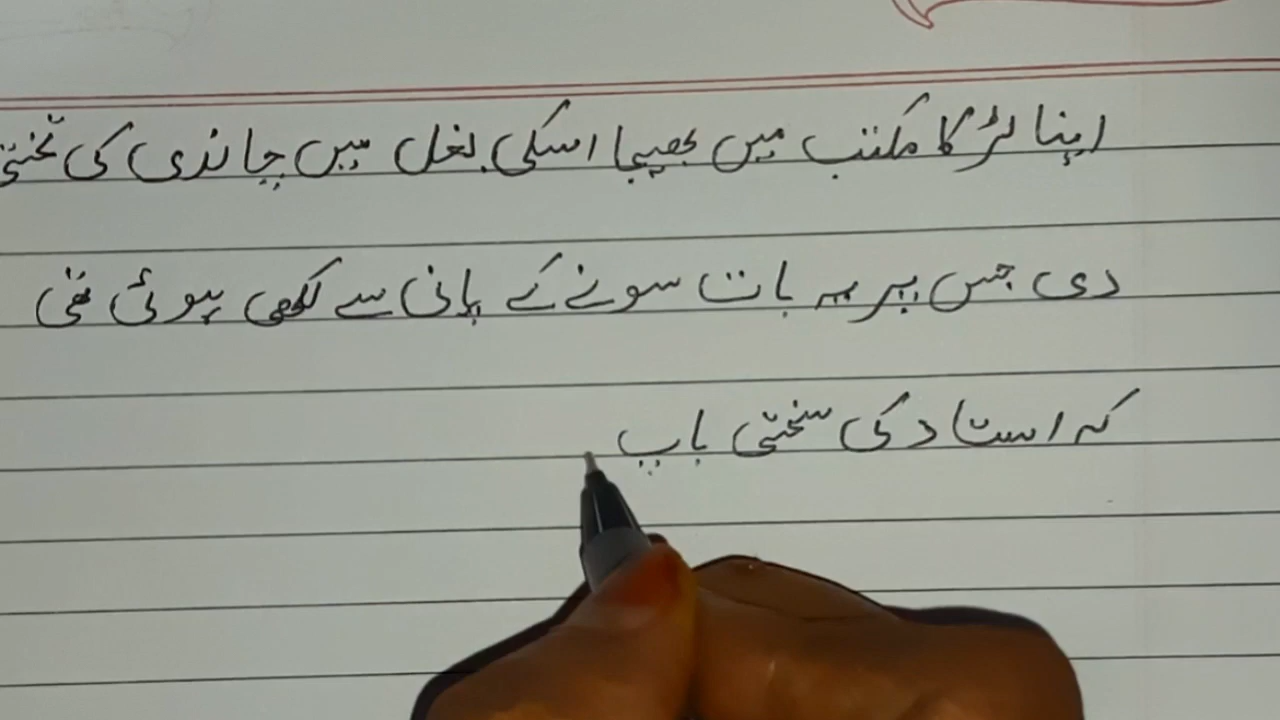 اپنا لڑکا مکتب میں بھیجا اسکی بغل میں چاندی کی تختی
دی جس پر یہ بات سونے کے پانی سے لکھی ہوئی تھی
کہ استاد کی سختی باپ